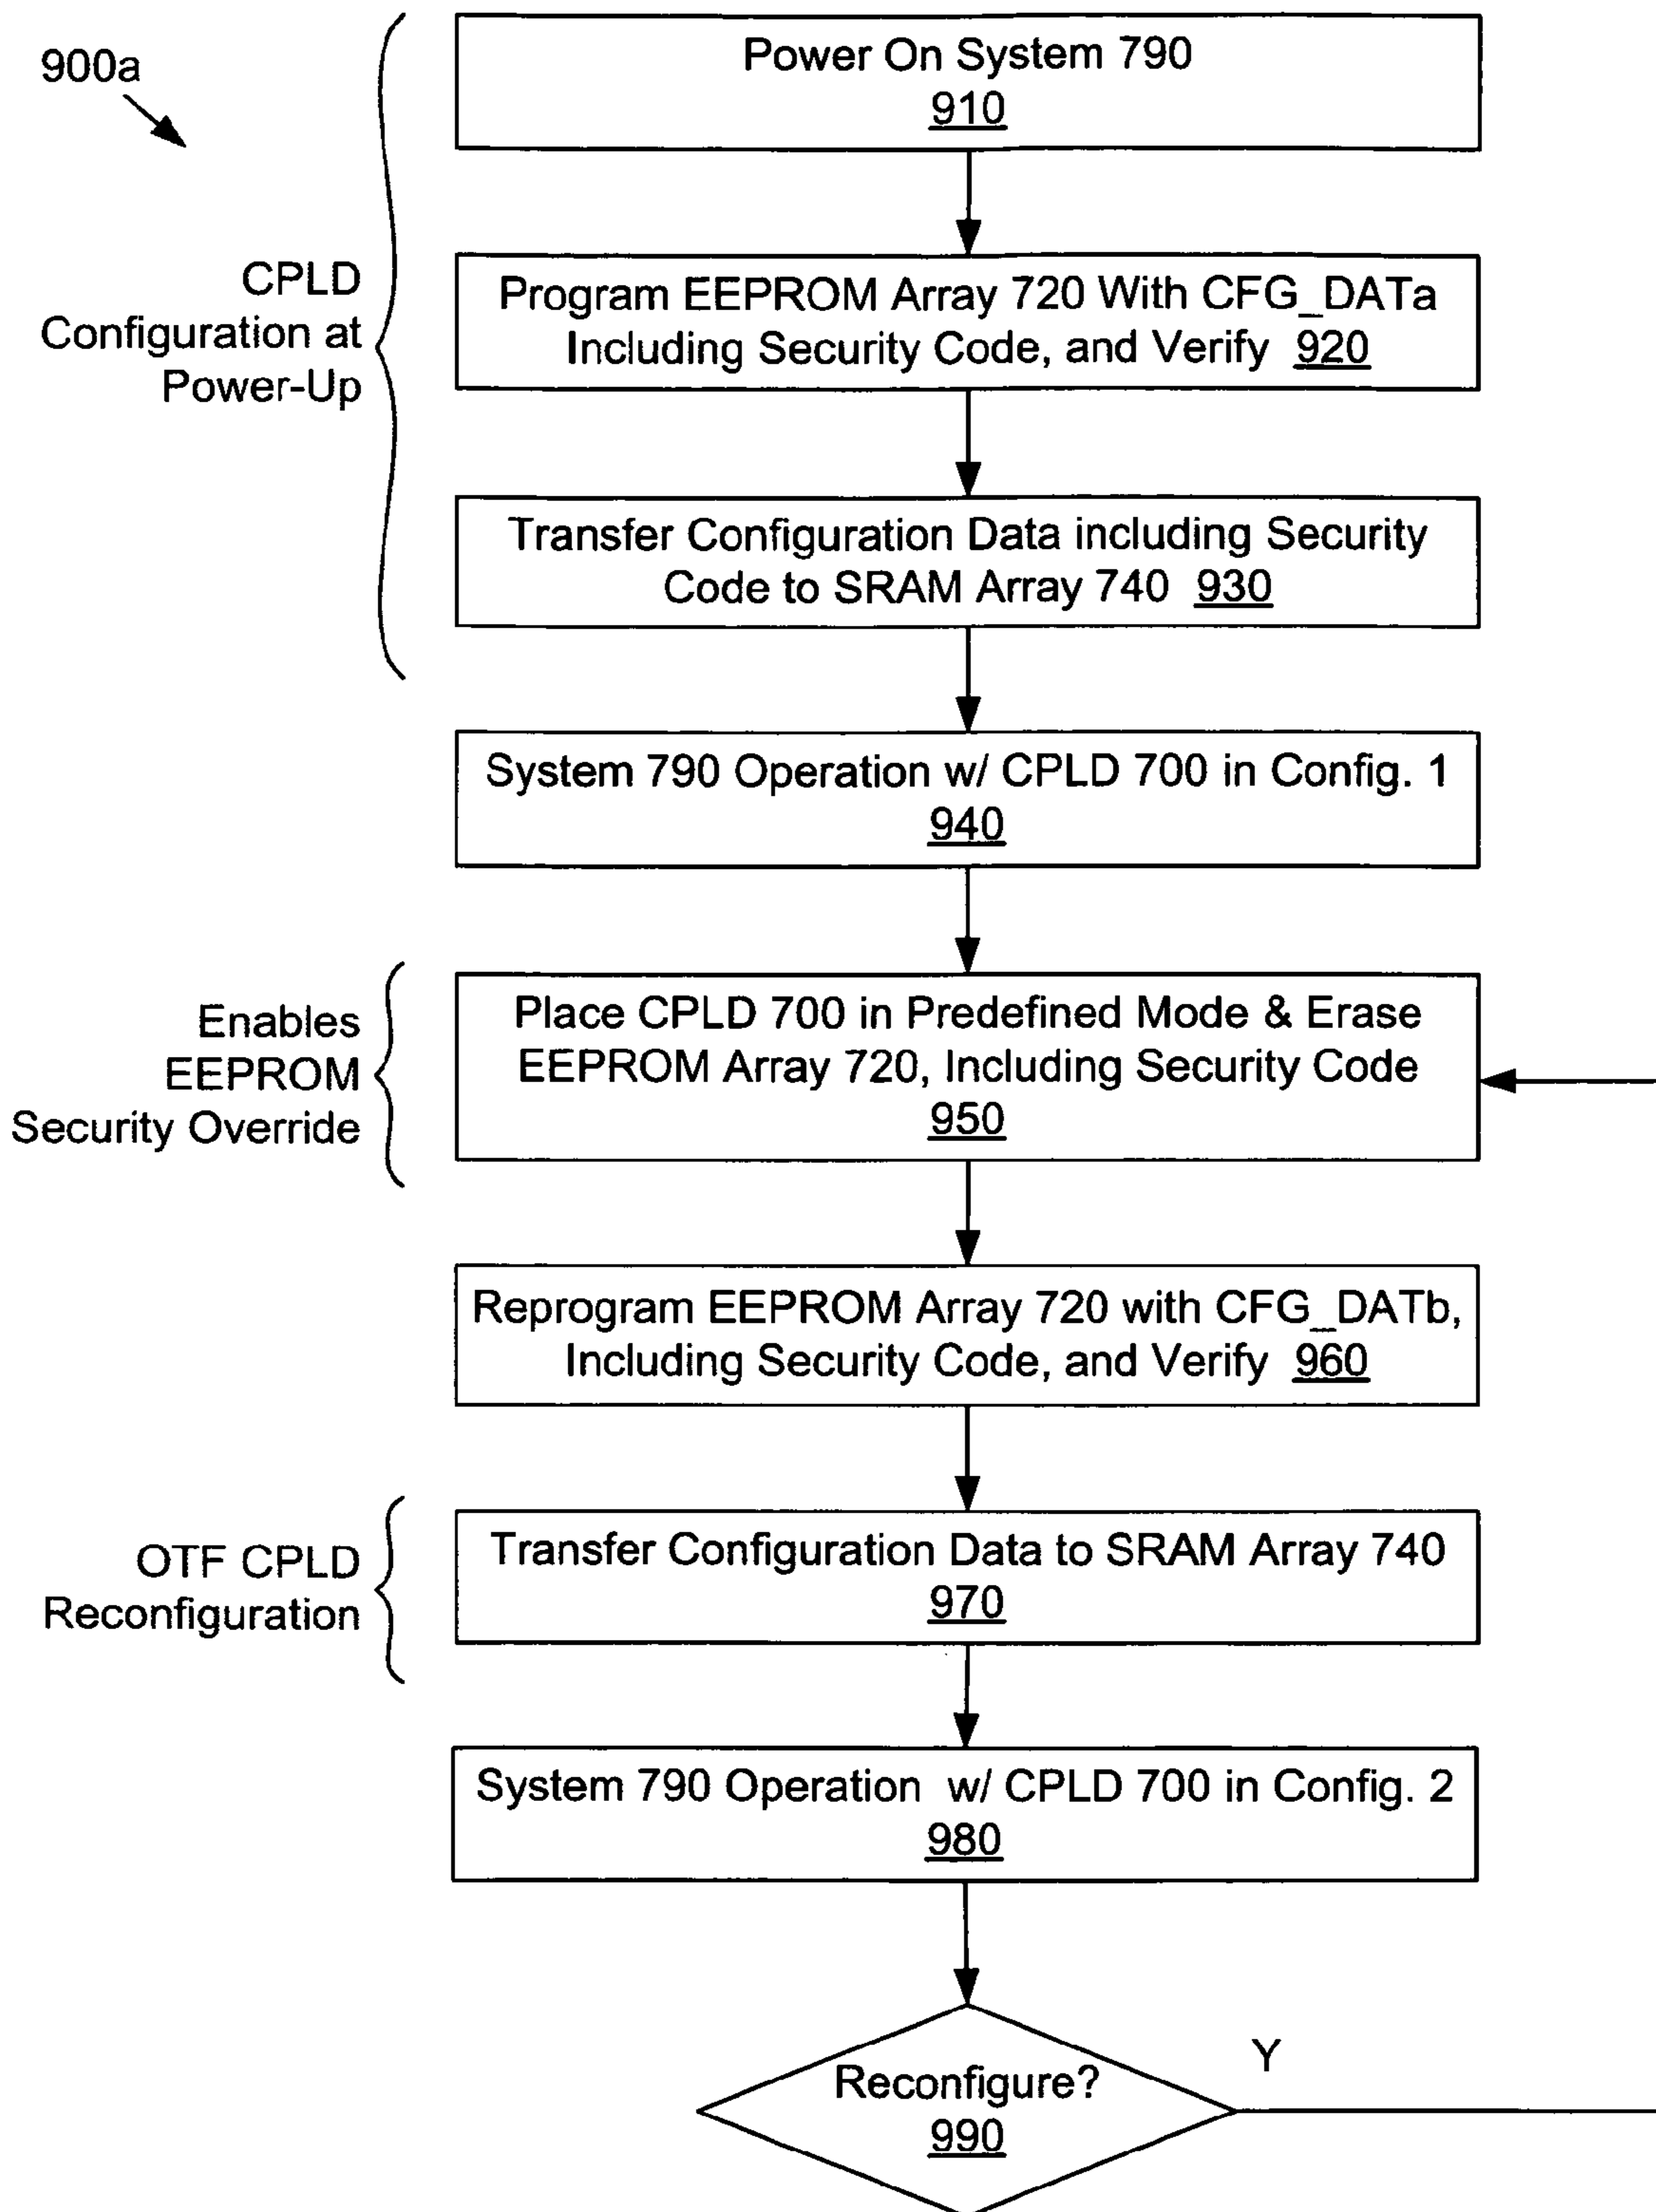 900a
Power On System 790
910
CPLD
Configuration at
Power-Up
Program EEPROM Array 720 With CFG_DATa
Including Security Code, and Verify 920
Transfer Configuration Data including Security
Code to SRAM Array 740 930
System 790 Operation w/ CPLD 700 in Config. 1
940
Enables
EEPROM
Security Override
Place CPLD 700 in Predefined Mode & Erase
EEPROM Array 720, Including Security Code
950
Reprogram EEPROM Array 720 with CFG_DATb,
Including Security Code, and Verify 960
OTF CPLD
Reconfiguration
Transfer Configuration Data to SRAM Array 740
970
System 790 Operation w/ CPLD 700 in Config. 2
980
Reconfigure?
990
Y